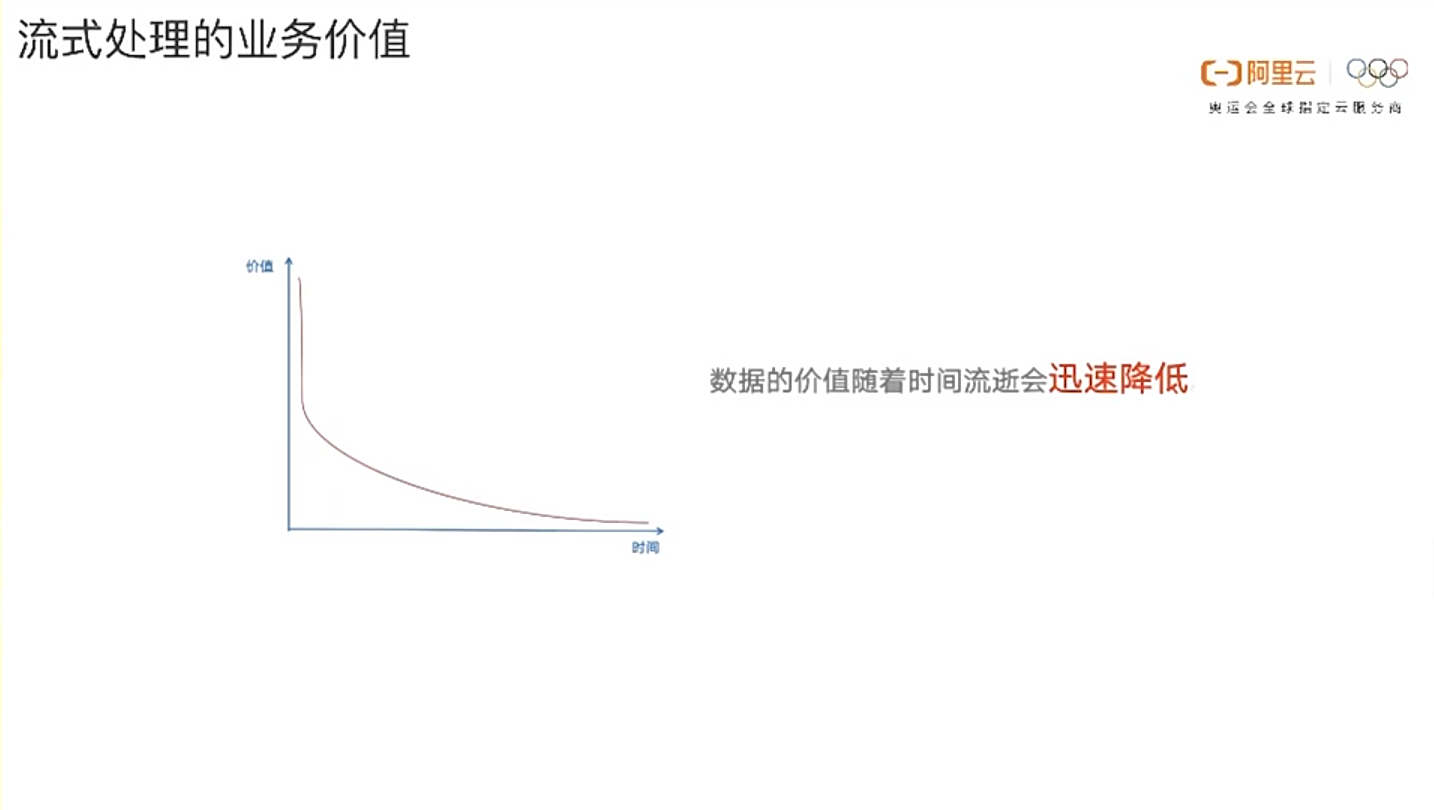 流式处理的业务价值
阿里云
奥运会全球指定云服务商
价值
数据的价值随着时间流逝会迅速降低
时间